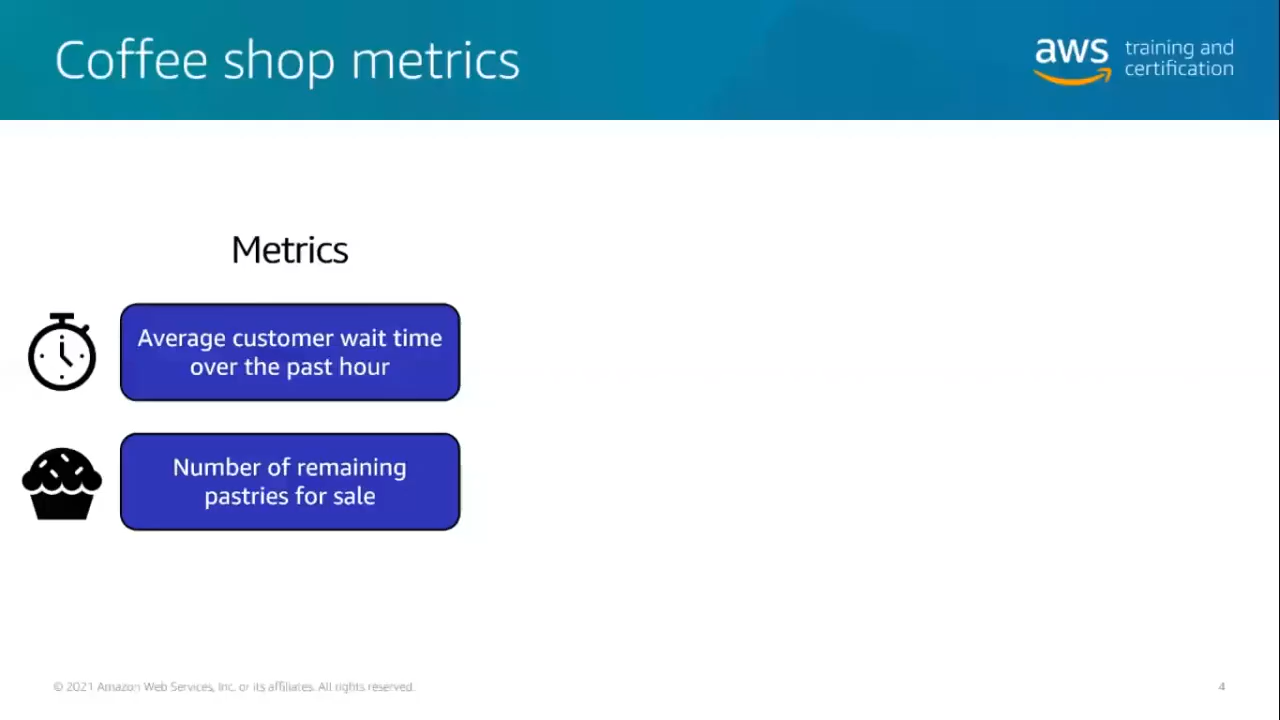 Coffee shop metrics
aws
training and
certification
Metrics
Average customer wait time
over the past hour
Number of remaining
pastries for sale
© 2021 Amazon Web Services, Inc. or its affiliates. All rights reserved.
4